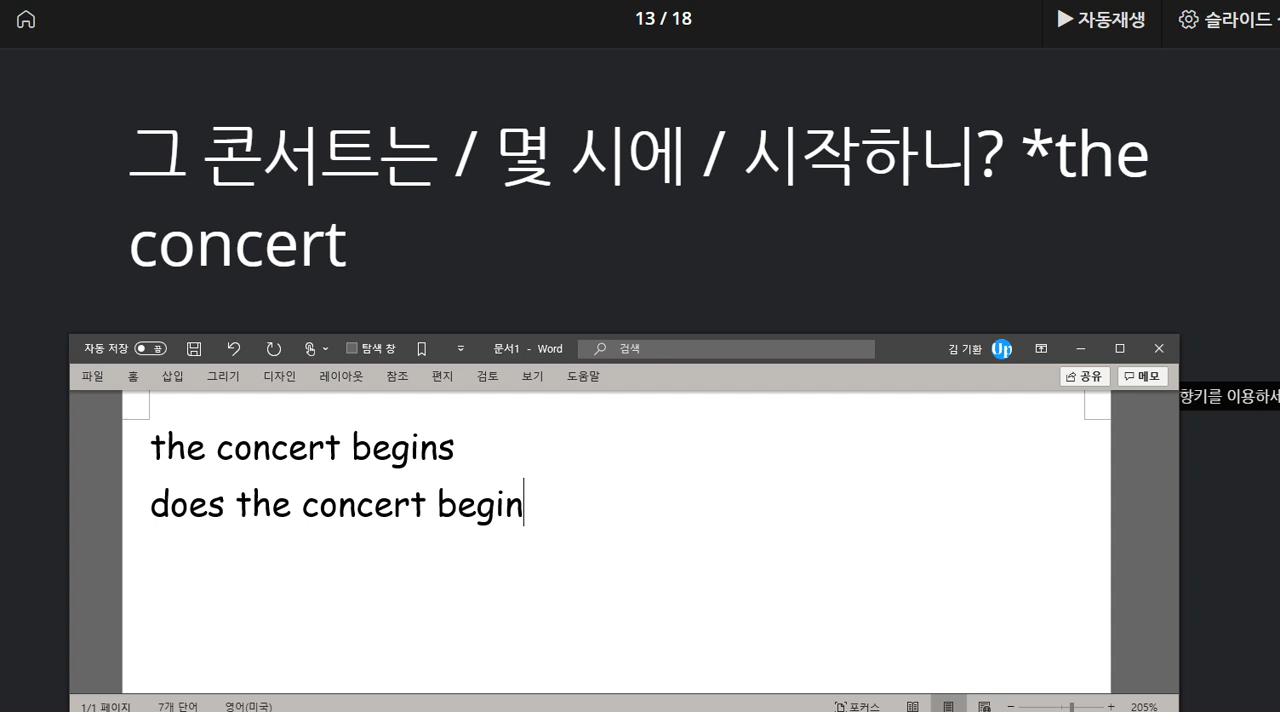 13 / 18
▶ 자동재생
슬라이드
그 콘서트는 / 몇 시에 / 시작하니? *the
concert
자동 저장 끔 탐색 창 문서1 - Word 검색 김 기환 Up
파일 홈 삽입 그리기 디자인 레이아웃 참조 편지 검토 보기 도움말 공유 메모
향키를 이용하세
the concert begins
does the concert begin
1/1 페이지 7개 단어 영어(미국) 포커스 205%